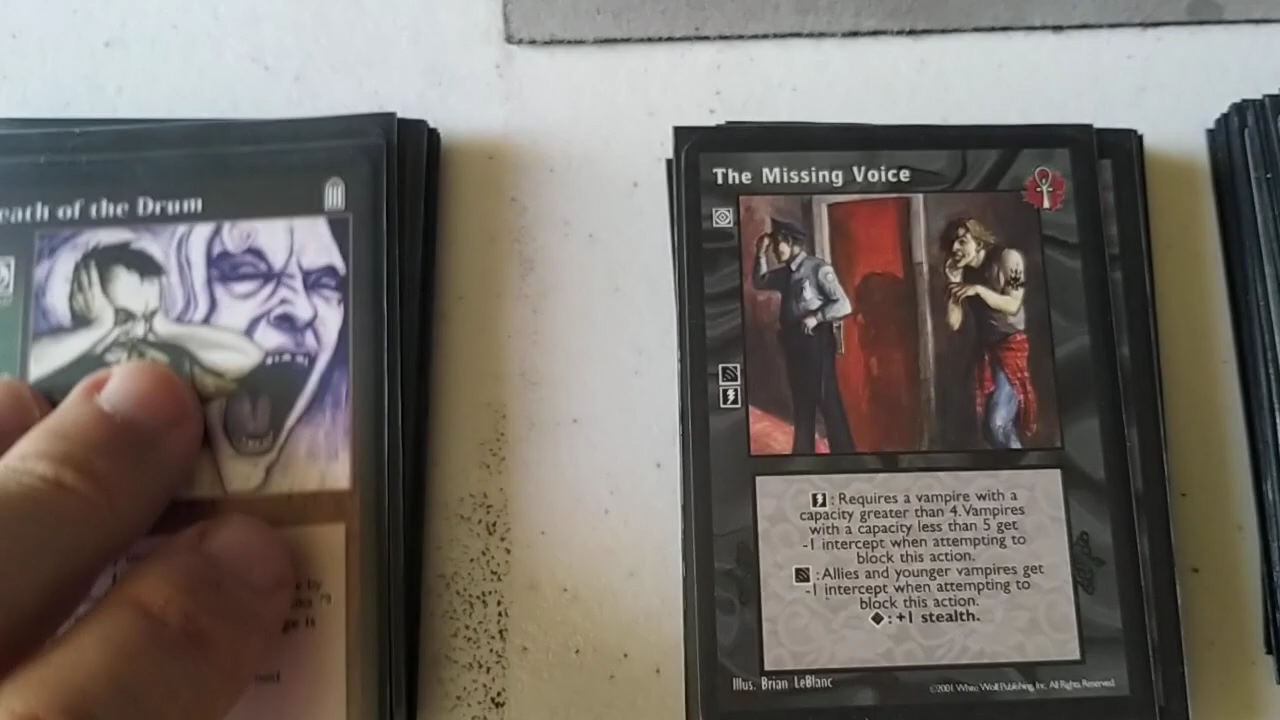 of the Drum
The Missing Voice
: Requires a vampire with a
capacity greater than 4. Vampires
with a capacity less than 5 get
-1 intercept when attempting to
block this action.
: Allies and younger vampires get
-1 intercept when attempting to
block this action.
: +1 stealth.
Illus. Brian LeBlanc
©2001 White Wolf Publishing, Inc. All Rights Reserved.